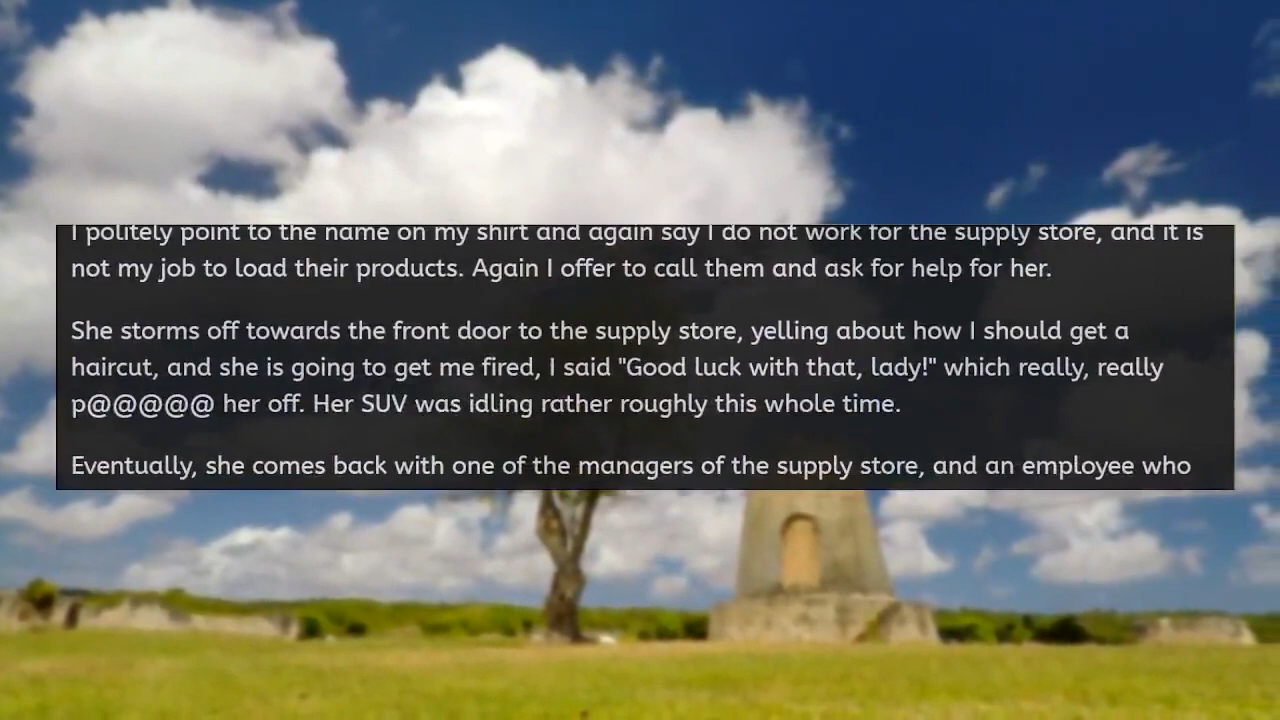 I politely point to the name on my shirt and again say I do not work for the supply store, and it is
not my job to load their products. Again I offer to call them and ask for help for her.
She storms off towards the front door to the supply store, yelling about how I should get a
haircut, and she is going to get me fired, I said "Good luck with that, lady!" which really, really
p@@@@@ her off. Her SUV was idling rather roughly this whole time.
Eventually, she comes back with one of the managers of the supply store, and an employee who